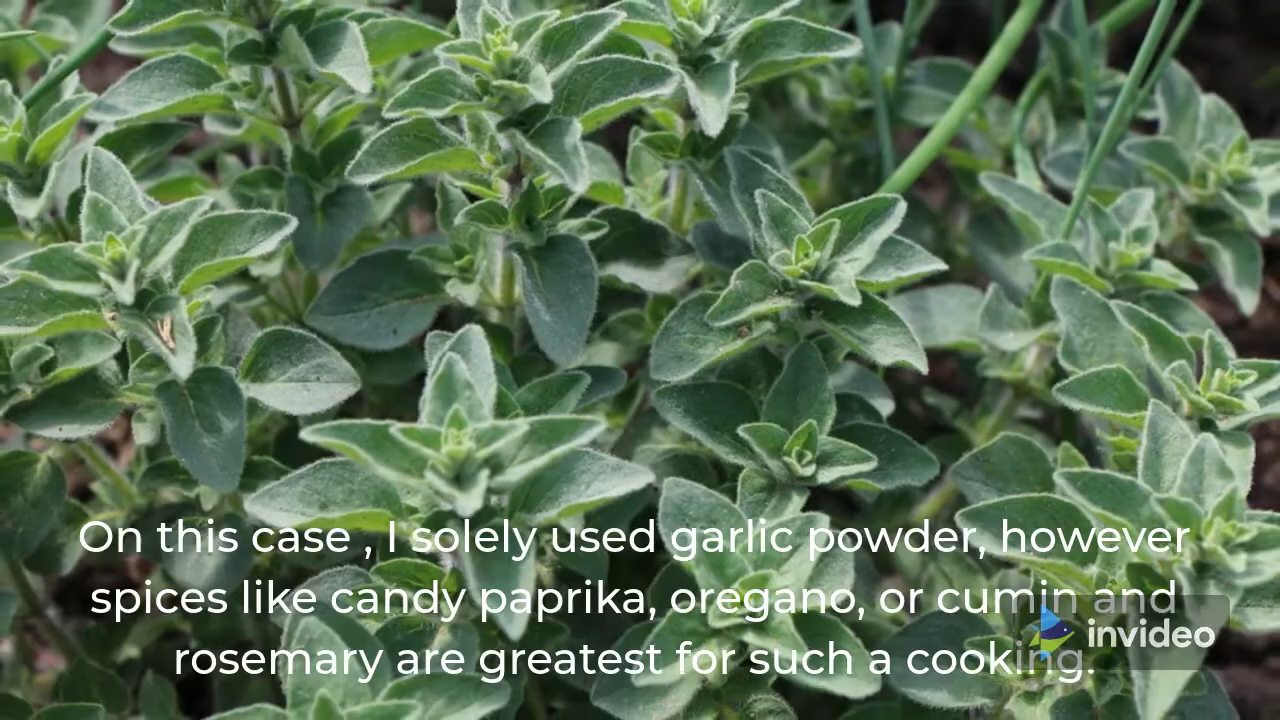 On this case , I solely used garlic powder, however
spices like candy paprika, oregano, or cumin and
rosemary are greatest for such a cooking.
invideo